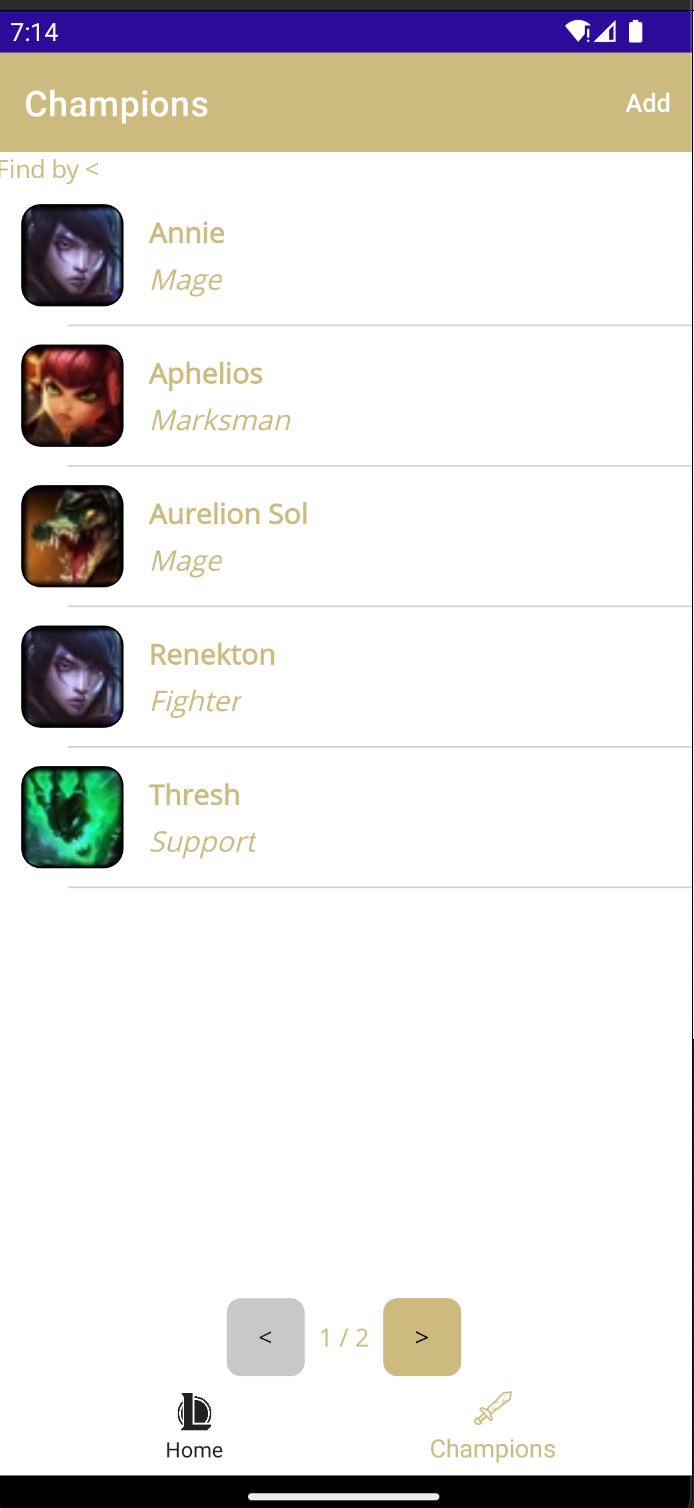 7:14
Champions
Add
Find by <
Annie
Mage
Aphelios
Marksman
Aurelion Sol
Mage
Renekton
Fighter
Thresh
Support
< 1 / 2 >
Home
Champions